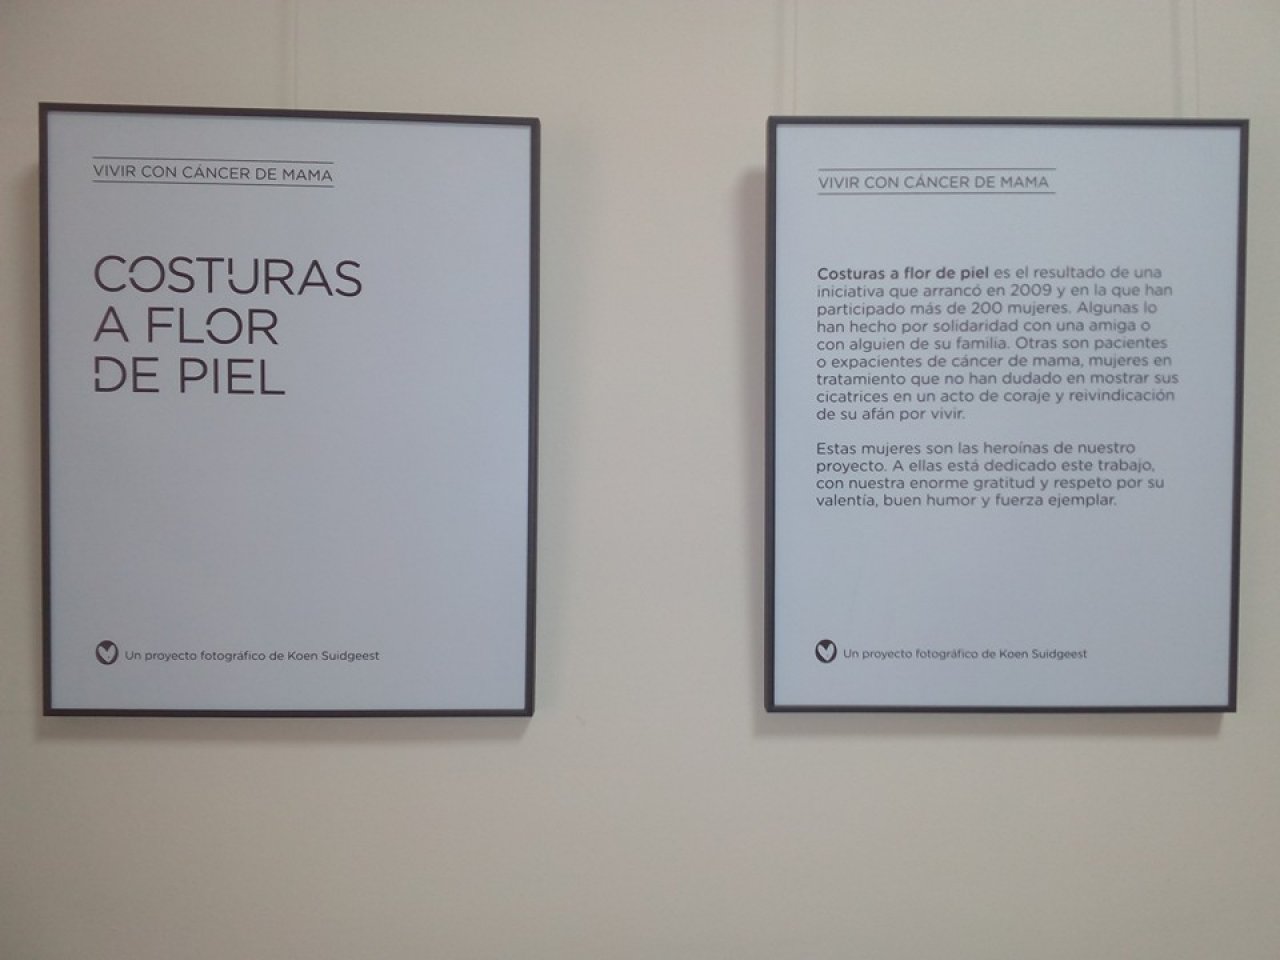 VIVIR CON CÁNCER DE MAMA
COSTURAS
A FLOR
DE PIEL
Un proyecto fotográfico de Koen Suidgeest
VIVIR CON CÁNCER DE MAMA
Costuras a flor de piel es el resultado de una
iniciativa que arrancó en 2009 y en la que han
participado más de 200 mujeres. Algunas lo
han hecho por solidaridad con una amiga o
con alguien de su familia. Otras son pacientes
o expacientes de cáncer de mama, mujeres en
tratamiento que no han dudado en mostrar sus
cicatrices en un acto de coraje y reivindicación
de su afán por vivir.
Estas mujeres son las heroínas de nuestro
proyecto. A ellas está dedicado este trabajo,
con nuestra enorme gratitud y respeto por su
valentía, buen humor y fuerza ejemplar.
Un proyecto fotográfico de Koen Suidgeest